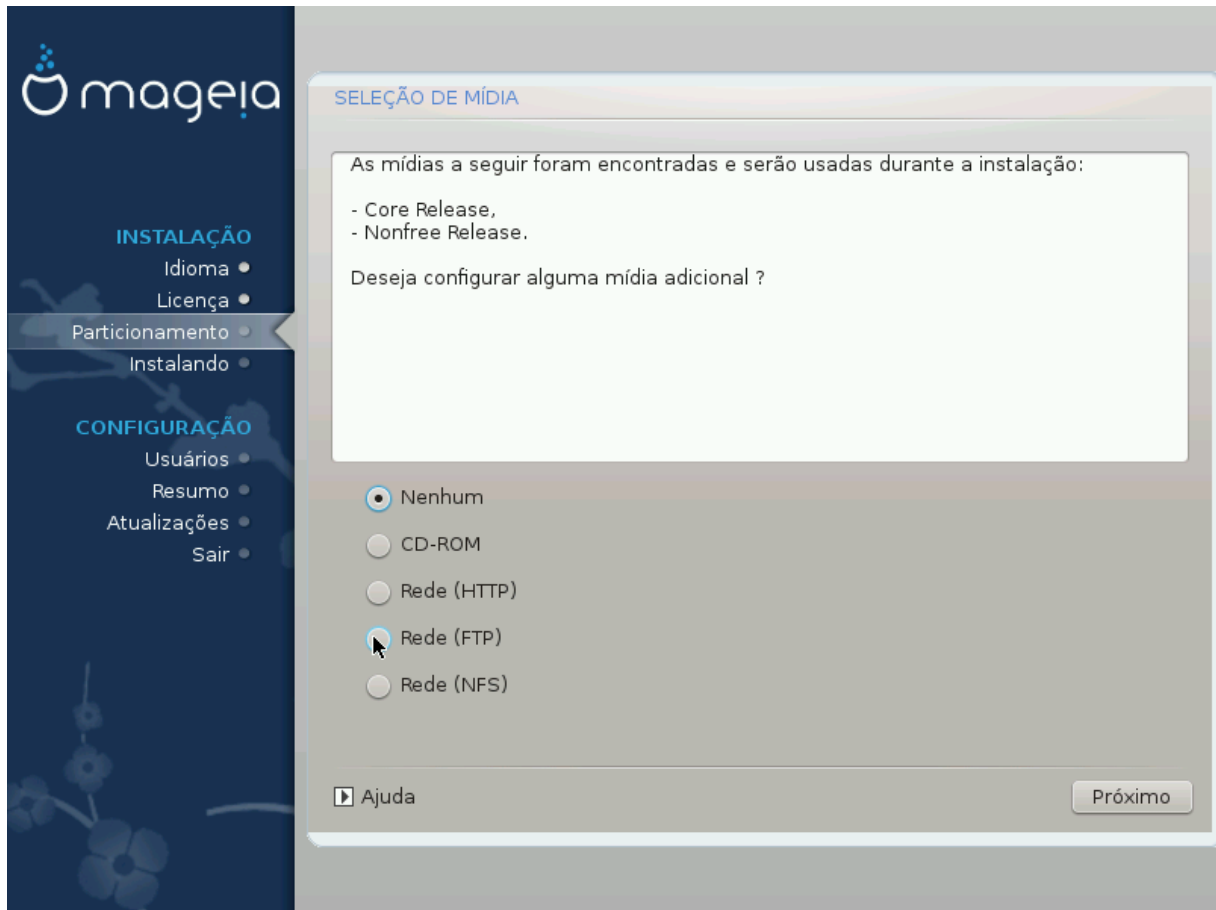 mageia
INSTALAÇÃO
Idioma
Licença
Particionamento
Instalando
CONFIGURAÇÃO
Usuários
Resumo
Atualizações
Sair
SELEÇÃO DE MÍDIA
As mídias a seguir foram encontradas e serão usadas durante a instalação:
- Core Release,
- Nonfree Release.
Deseja configurar alguma mídia adicional ?
Nenhum
CD-ROM
Rede (HTTP)
Rede (FTP)
Rede (NFS)
Ajuda
Próximo